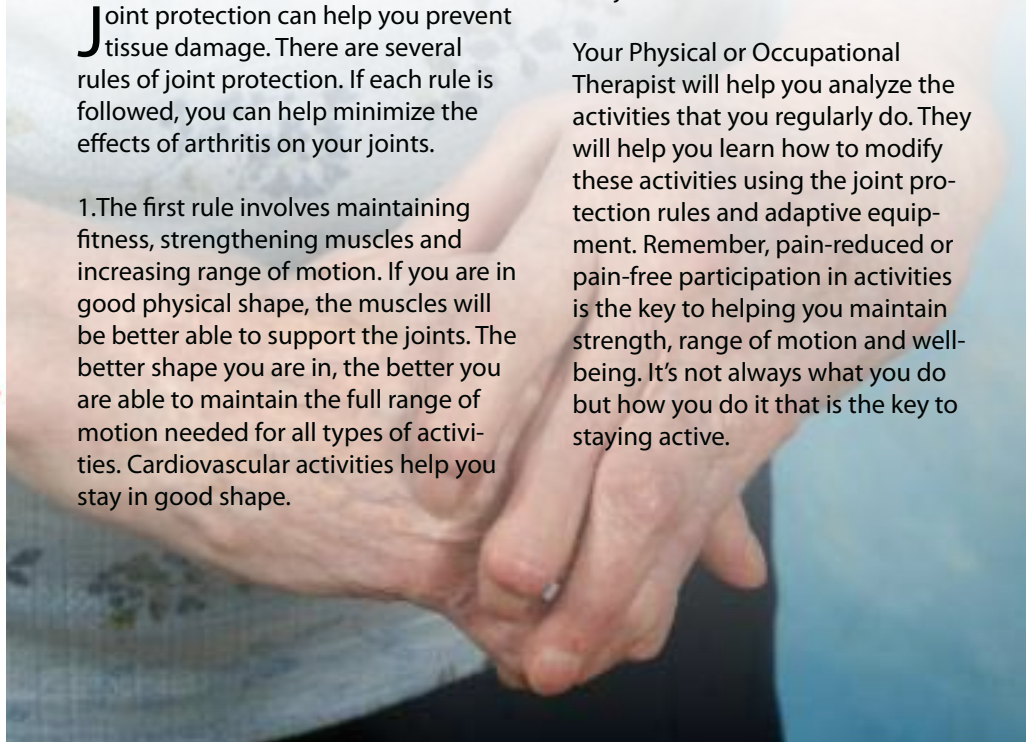 Joint protection can help you prevent
tissue damage. There are several
rules of joint protection. If each rule is
followed, you can help minimize the
effects of arthritis on your joints.
1.The first rule involves maintaining
fitness, strengthening muscles and
increasing range of motion. If you are in
good physical shape, the muscles will
be better able to support the joints. The
better shape you are in, the better you
are able to maintain the full range of
motion needed for all types of activi-
ties. Cardiovascular activities help you
stay in good shape.
Your Physical or Occupational
Therapist will help you analyze the
activities that you regularly do. They
will help you learn how to modify
these activities using the joint pro-
tection rules and adaptive equip-
ment. Remember, pain-reduced or
pain-free participation in activities
is the key to helping you maintain
strength, range of motion and well-
being. It’s not always what you do
but how you do it that is the key to
staying active.